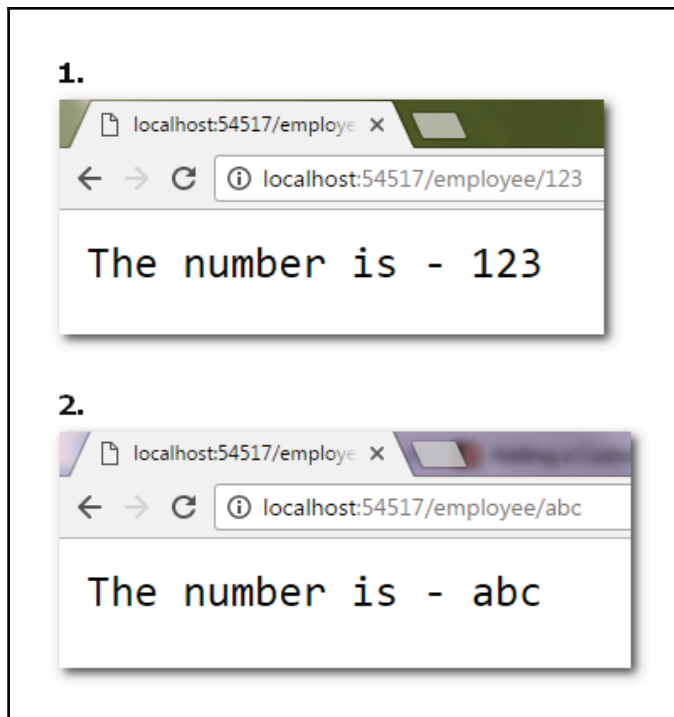 1.
localhost:54517/employe
localhost:54517/employee/123
The number is - 123
2.
localhost:54517/employe
localhost:54517/employee/abc
The number is - abc